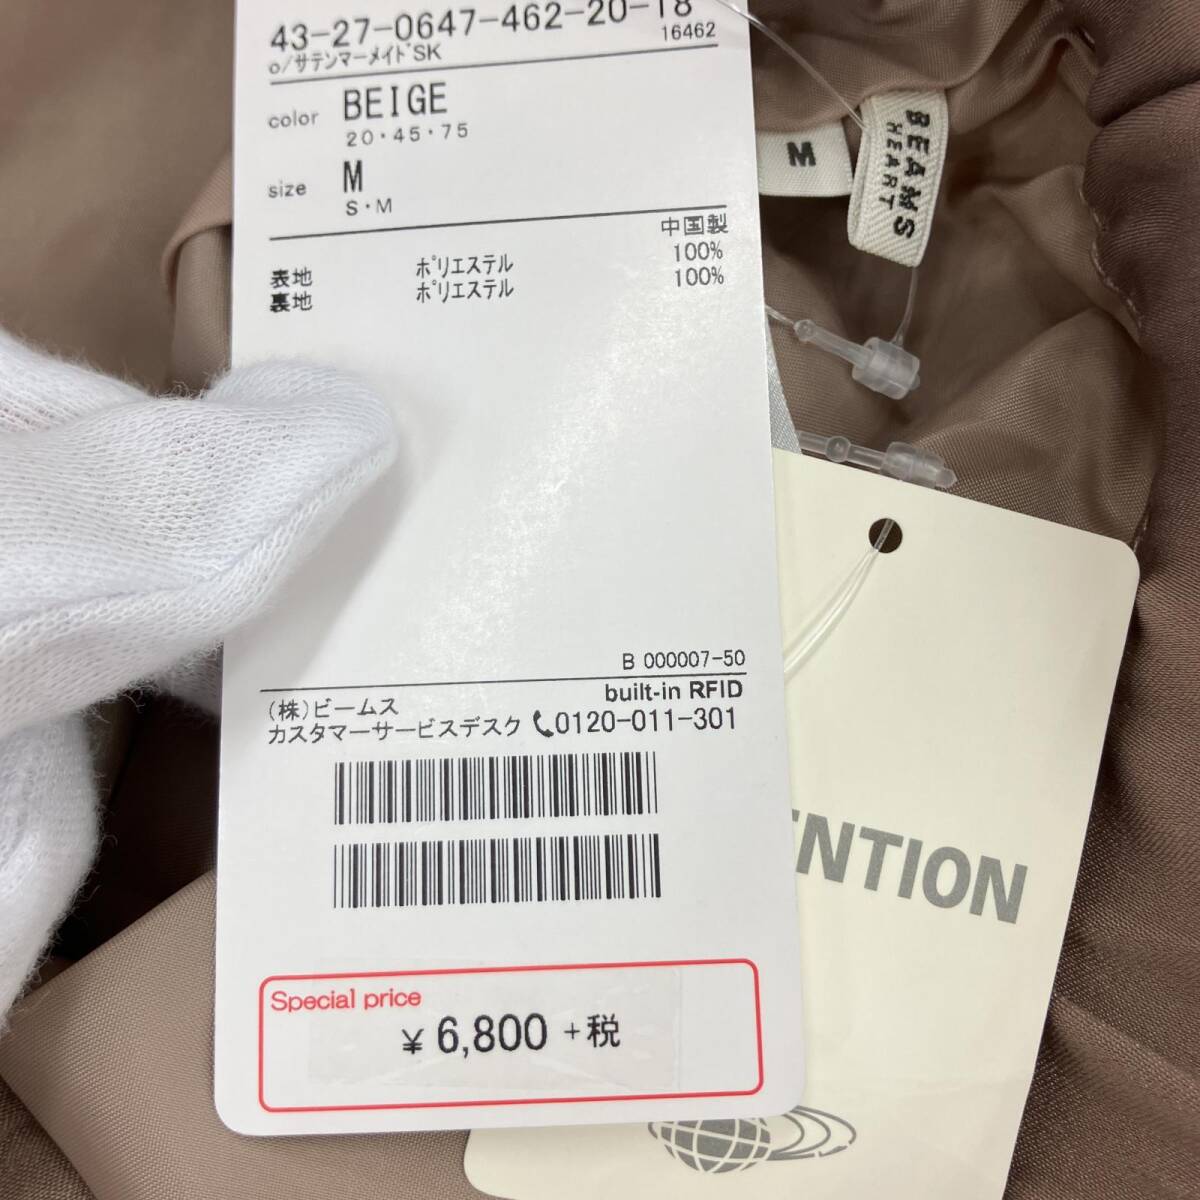 43-27-0647-462-20-18
16462
o/サテンマーメイドSK
color BEIGE
20・45・75
size M
S・M
中国製
表地 ポリエステル 100%
裏地 ポリエステル 100%
B 000007-50
built-in RFID
(株)ビームス
カスタマーサービスデスク 0120-011-301
Special price
¥ 6,800 +税
M
BEAMS
HEART
ENTION